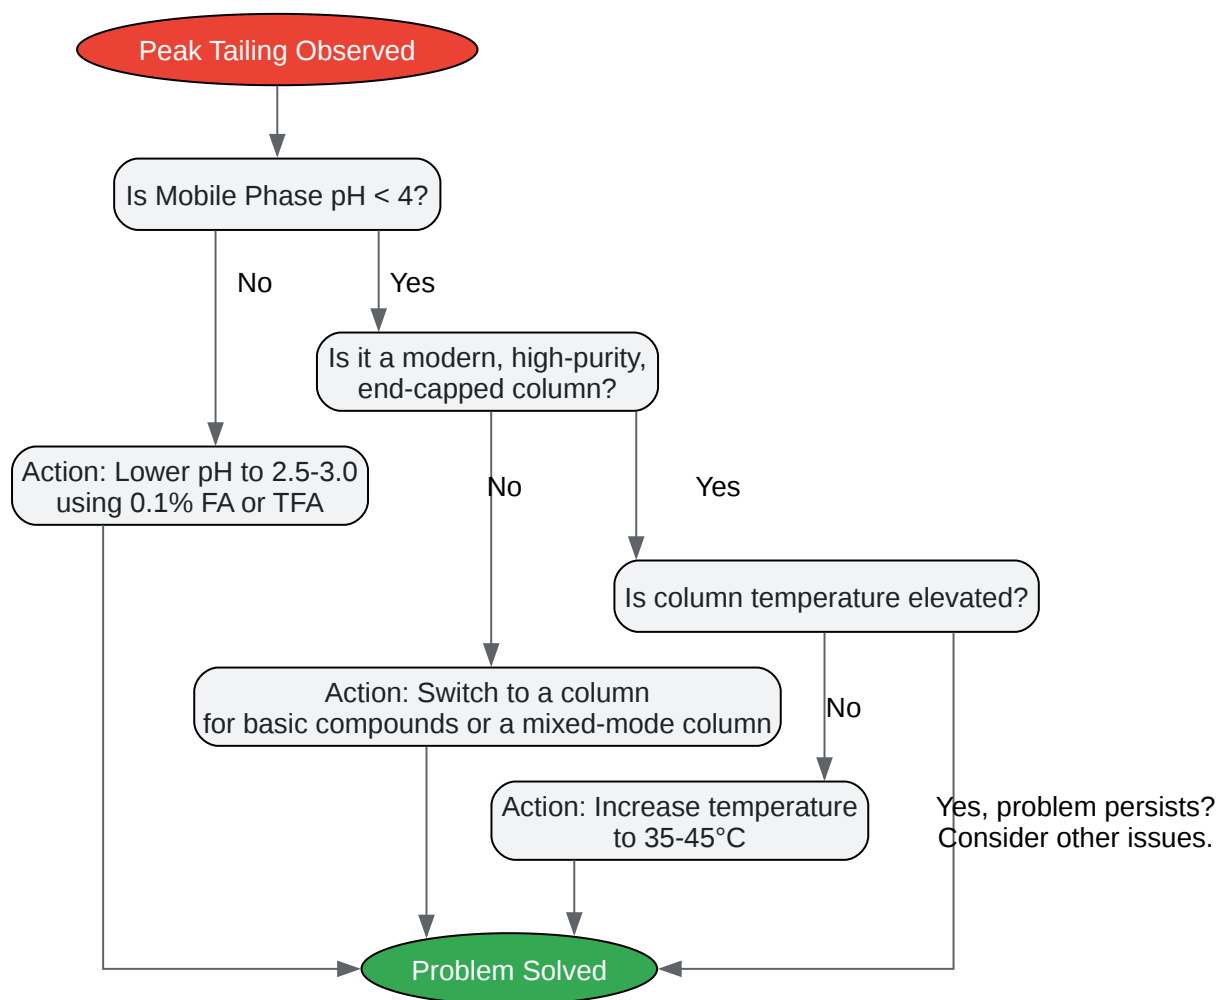 Peak Tailing Observed
Is Mobile Phase pH < 4?
No
Yes
Is it a modern, high-purity,
end-capped column?
Action: Lower pH to 2.5-3.0
using 0.1% FA or TFA
No
Yes
Is column temperature elevated?
Action: Switch to a column
for basic compounds or a mixed-mode column
No
Action: Increase temperature
to 35-45°C
Yes, problem persists?
Consider other issues.
Problem Solved